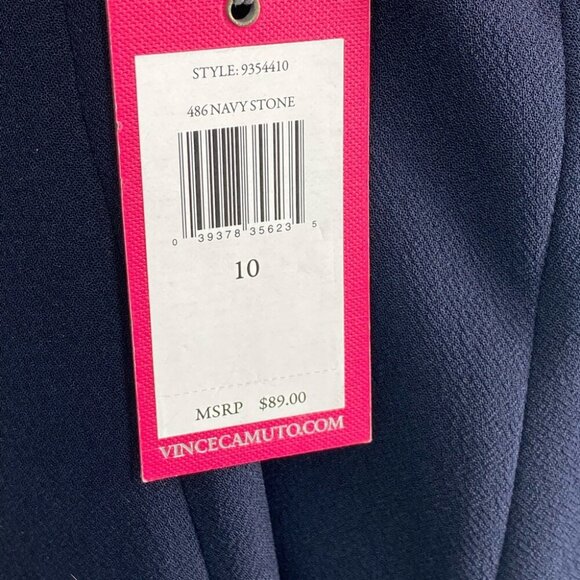 STYLE: 9354410
486 NAVY STONE
0 39378 35623 5
10
MSRP $89.00
VINCECAMUTO.COM